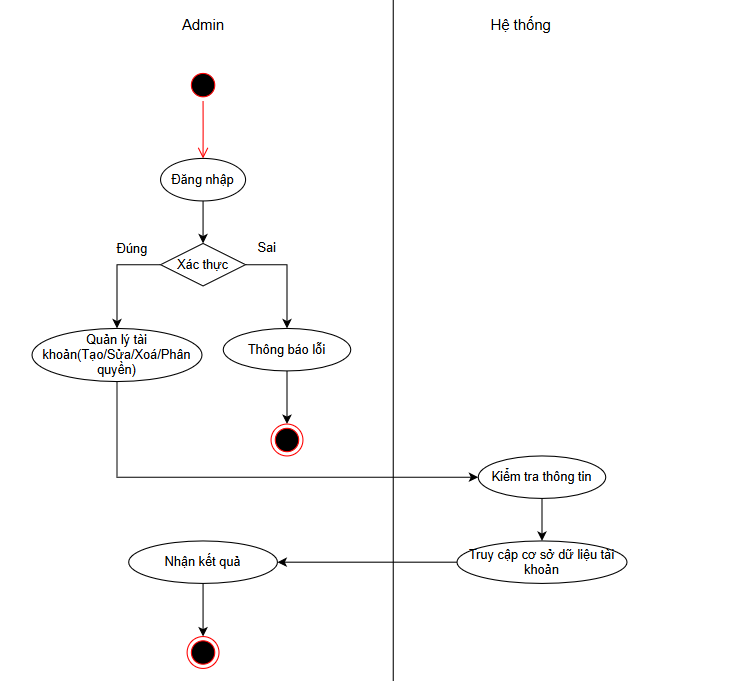 Admin
Hệ thống
Đăng nhập
Đúng
Sai
Xác thực
Quản lý tài
khoản(Tạo/Sửa/Xoá/Phân
quyền)
Thông báo lỗi
Kiểm tra thông tin
Truy cập cơ sở dữ liệu tài
khoản
Nhận kết quả